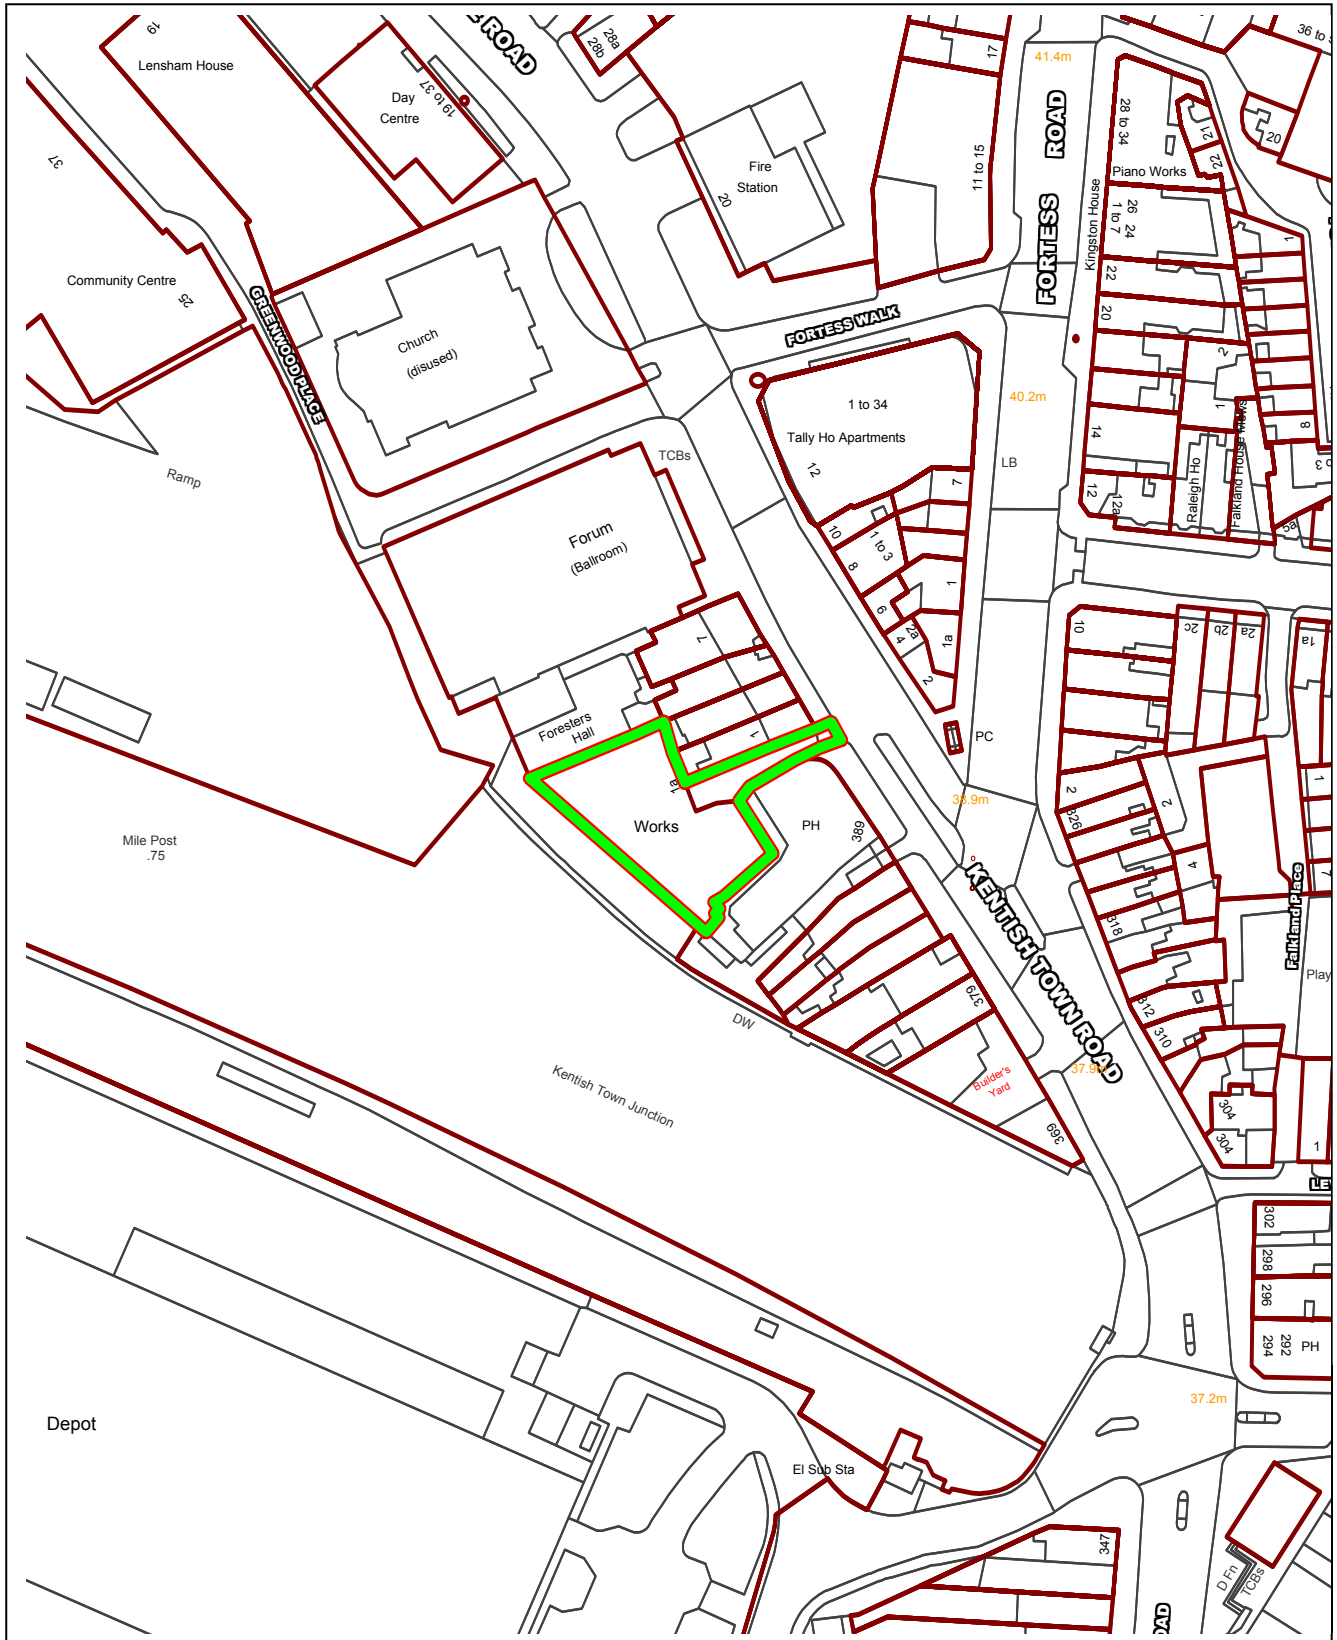 19
Lensham House
Day
Centre
19 to 37
ROAD
28a
28b
17
41.4m
36 to
28 to 34
21
22
20
Piano Works
FORTESS ROAD
Kingston House
11 to 15
Fire
Station
20
37
Community Centre
25
GREENWOOD PLACE
Church
(disused)
26 24
1 to 7
22
20
1
2
1
8
14
12
12a
Raleigh Ho
Falkland House Mews
5a
FORTESS WALK
40.2m
1 to 34
Tally Ho Apartments
12
LB
TCBs
Ramp
Forum
(Ballroom)
7
10
8
1 to 3
6
4
2a
2
1
1a
7
1
1a
Foresters
Hall
Works
PH
389
PC
38.9m
10
2c
2b
2a
1a
2
326
2
4
1
7
318
312
310
304
304
1
Falkland Place
Play
Mile Post
.75
KENTISH TOWN ROAD
379
Builder's
Yard
369
37.9m
DW
Kentish Town Junction
LE
302
298
296
294
292
PH
37.2m
Depot
El Sub Sta
347
D Fn
TCBs
OAD